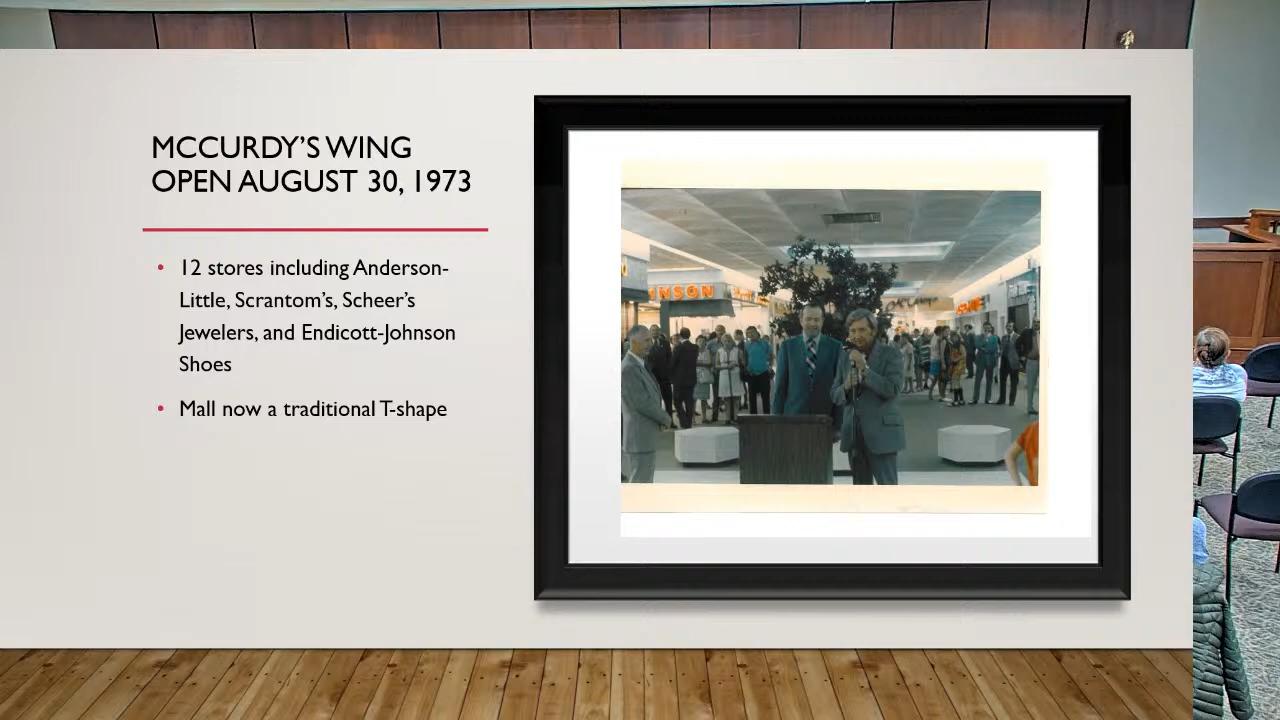 MCCURDY’S WING
OPEN AUGUST 30, 1973
• 12 stores including Anderson-
Little, Scrantom’s, Scheer’s
Jewelers, and Endicott-Johnson
Shoes
• Mall now a traditional T-shape
NSON